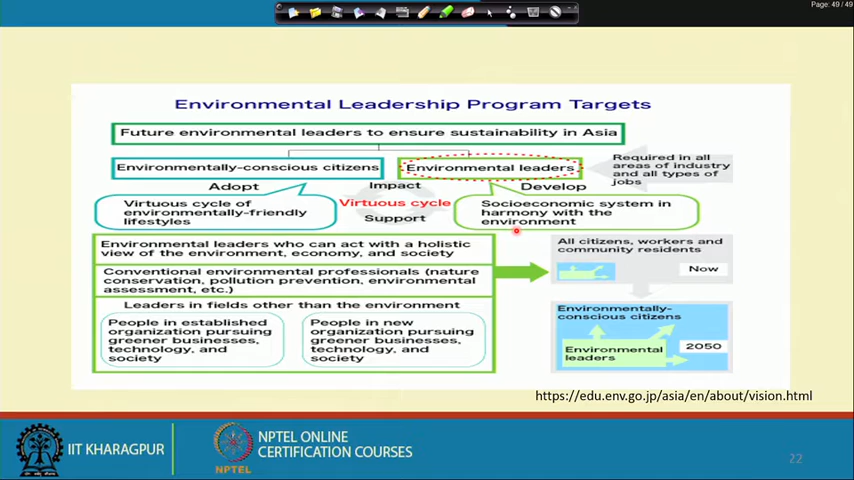 Page: 49 / 49
Environmental Leadership Program Targets
Future environmental leaders to ensure sustainability in Asia
Environmentally-conscious citizens
Environmental leaders
Required in all
areas of industry
and all types of
jobs
Adopt
Impact
Develop
Virtuous cycle of
environmentally-friendly
lifestyles
Virtuous cycle
Support
Socioeconomic system in
harmony with the
environment
Environmental leaders who can act with a holistic
view of the environment, economy, and society
Conventional environmental professionals (nature
conservation, pollution prevention, environmental
assessment, etc.)
Leaders in fields other than the environment
People in established
organization pursuing
greener businesses,
technology, and
society
People in new
organization pursuing
greener businesses,
technology, and
society
All citizens, workers and
community residents
Now
Environmentally-
conscious citizens
Environmental
leaders
2050
https://edu.env.go.jp/asia/en/about/vision.html
IIT KHARAGPUR
NPTEL
NPTEL ONLINE
CERTIFICATION COURSES
22